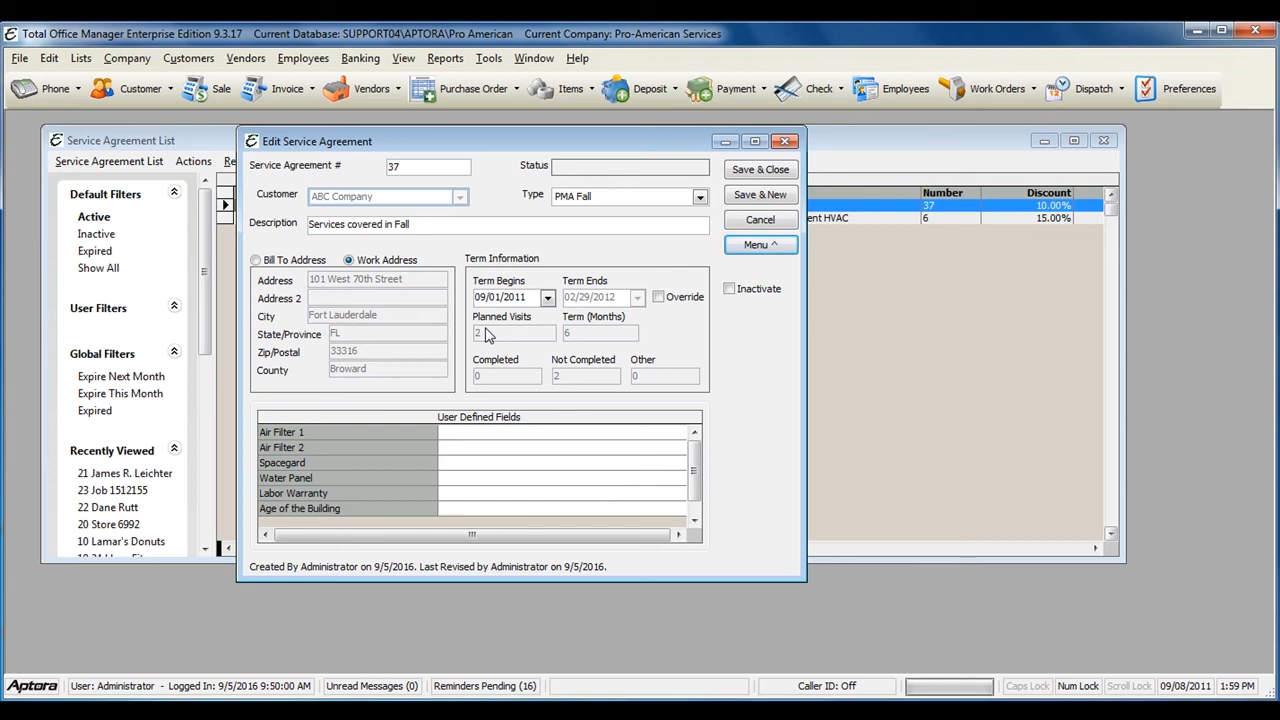 Total Office Manager Enterprise Edition 9.3.17 Current Database: SUPPORT04\APTORA\Pro American Current Company: Pro-American Services
File Edit Lists Company Customers Vendors Employees Banking View Reports Tools Window Help
Phone Customer Sale Invoice Vendors Purchase Order Items Deposit Payment Check Employees Work Orders Dispatch Preferences
Service Agreement List
Service Agreement List Actions
Default Filters
Active
Inactive
Expired
Show All
User Filters
Global Filters
Expire Next Month
Expire This Month
Expired
Recently Viewed
21 James R. Leichter
23 Job 1512155
22 Dane Rutt
20 Store 6992
10 Lamar's Donuts
Number Discount
37 10.00%
HVAC 6 15.00%
Edit Service Agreement
Service Agreement # 37 Status
Customer ABC Company Type PMA Fall
Description Services covered in Fall
Save & Close
Save & New
Cancel
Menu ^
Inactivate
Bill To Address Work Address
Address 101 West 70th Street
Address 2
City Fort Lauderdale
State/Province FL
Zip/Postal 33316
County Broward
Term Information
Term Begins Term Ends
09/01/2011 02/29/2012 Override
Planned Visits Term (Months)
2 6
Completed Not Completed Other
0 2 0
User Defined Fields
Air Filter 1
Air Filter 2
Spacegard
Water Panel
Labor Warranty
Age of the Building
Created By Administrator on 9/5/2016. Last Revised by Administrator on 9/5/2016.
Aptora User: Administrator - Logged In: 9/5/2016 9:50:00 AM Unread Messages (0) Reminders Pending (16) Caller ID: Off Caps Lock Num Lock Scroll Lock 09/08/2011 1:59 PM